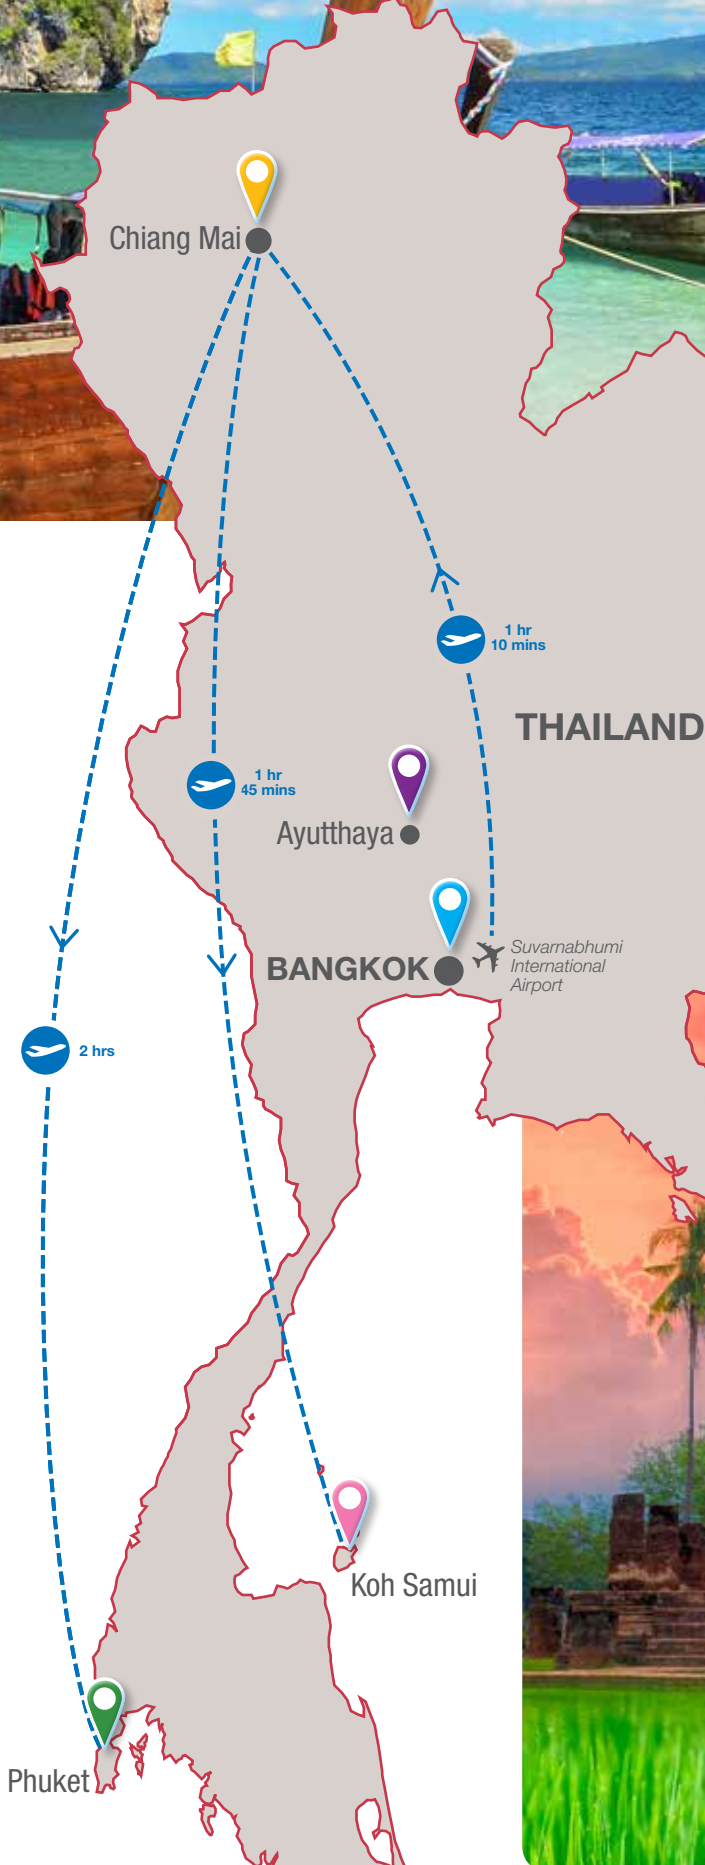 Chiang Mai
1 hr
10 mins
THAILAND
1 hr
45 mins
Ayutthaya
BANGKOK
Suvarnabhumi
International
Airport
2 hrs
Koh Samui
Phuket